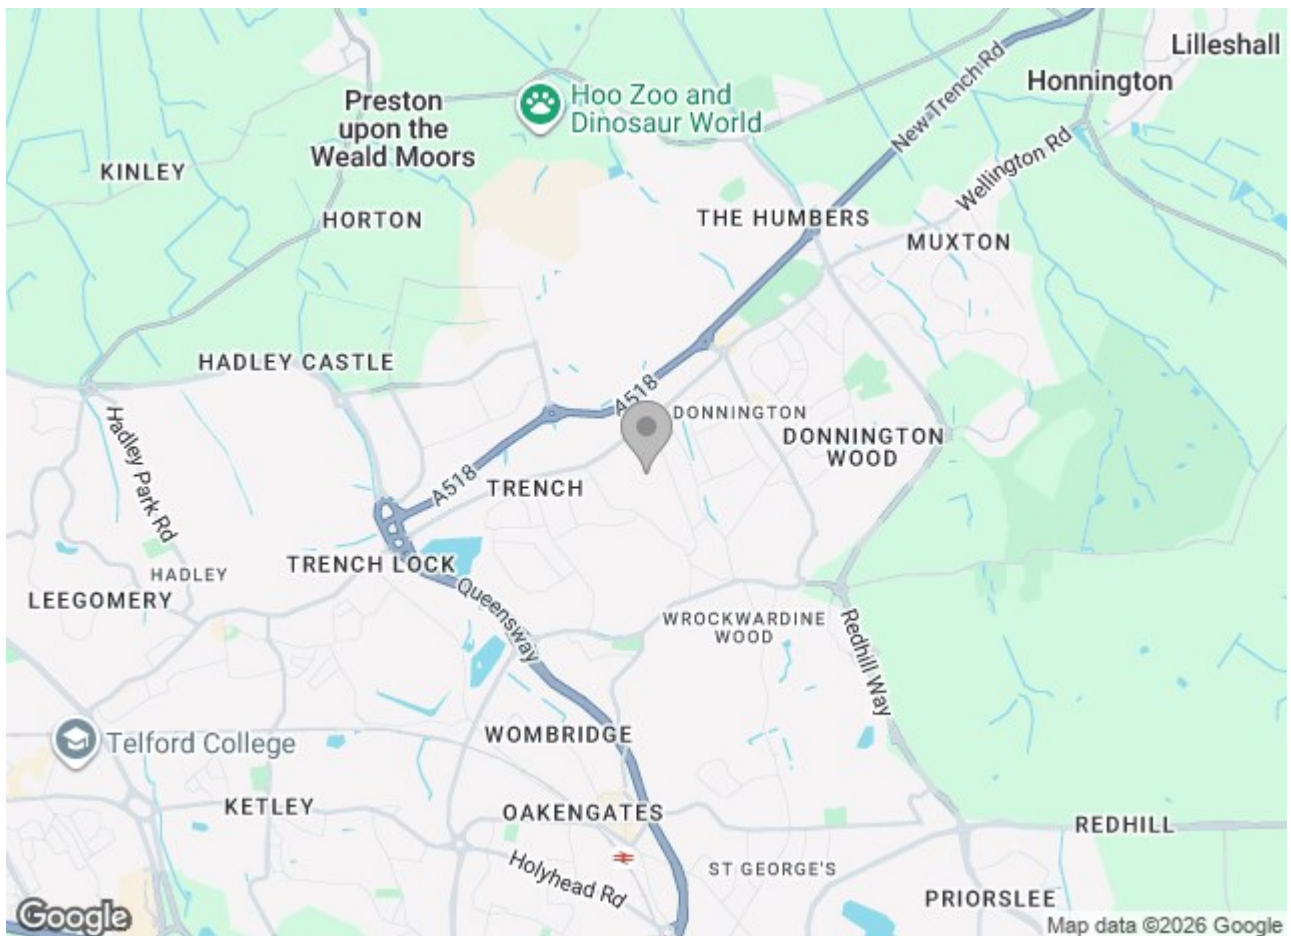 Lilleshall
Honnington
New Trench Rd
Hoo Zoo and
Dinosaur World
Preston
upon the
Weald Moors
KINLEY
Wellington Rd
HORTON
THE HUMBERS
MUXTON
HADLEY CASTLE
A518
DONNINGTON
DONNINGTON
WOOD
Hadley Park Rd
A518
TRENCH
TRENCH LOCK
HADLEY
LEEGOMERY
Queensway
WROCKWARDINE
WOOD
Redhill Way
Telford College
WOMBRIDGE
KETLEY
OAKENGATES
REDHILL
Holyhead Rd
ST GEORGE'S
PRIORSLEE
Google
Map data ©2026 Google